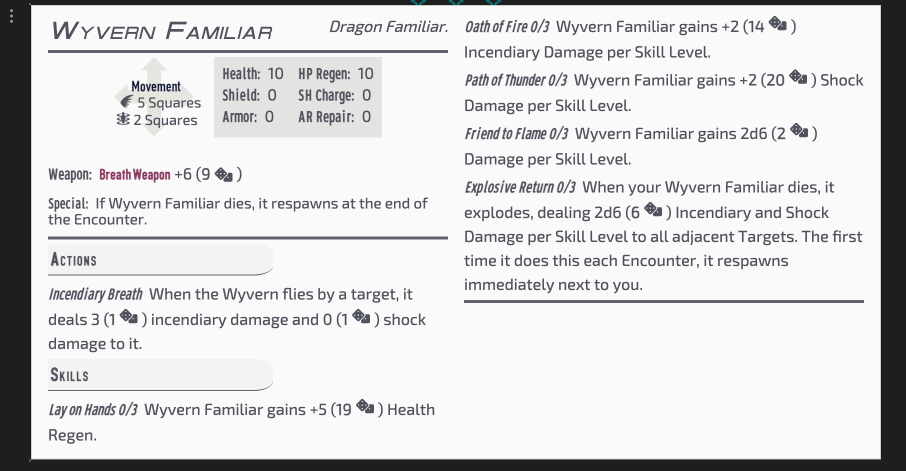 Wyvern Familiar
Dragon Familiar.
Movement
5 Squares
2 Squares
Health: 10 HP Regen: 10
Shield: 0 SH Charge: 0
Armor: 0 AR Repair: 0
Weapon: Breath Weapon +6 (9 )
Special: If Wyvern Familiar dies, it respawns at the end of
the Encounter.
Actions
Incendiary Breath When the Wyvern flies by a target, it
deals 3 (1 ) incendiary damage and 0 (1 ) shock
damage to it.
Skills
Lay on Hands 0/3 Wyvern Familiar gains +5 (19 ) Health
Regen.
Oath of Fire 0/3 Wyvern Familiar gains +2 (14 )
Incendiary Damage per Skill Level.
Path of Thunder 0/3 Wyvern Familiar gains +2 (20 ) Shock
Damage per Skill Level.
Friend to Flame 0/3 Wyvern Familiar gains 2d6 (2 )
Damage per Skill Level.
Explosive Return 0/3 When your Wyvern Familiar dies, it
explodes, dealing 2d6 (6 ) Incendiary and Shock
Damage per Skill Level to all adjacent Targets. The first
time it does this each Encounter, it respawns
immediately next to you.